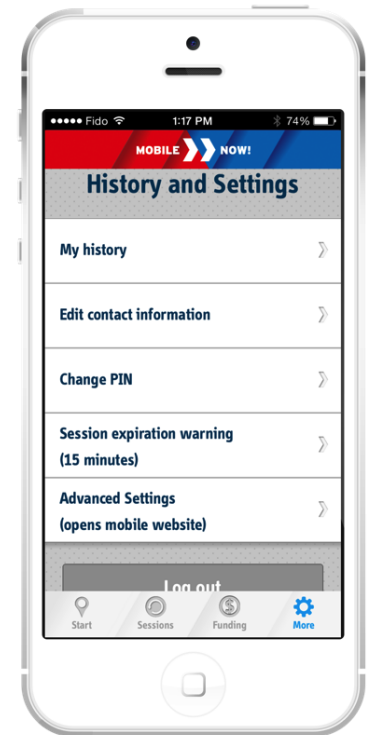 Fido 1:17 PM 74%
MOBILE NOW!
History and Settings
My history
Edit contact information
Change PIN
Session expiration warning
(15 minutes)
Advanced Settings
(opens mobile website)
Log out
Start Sessions Funding More